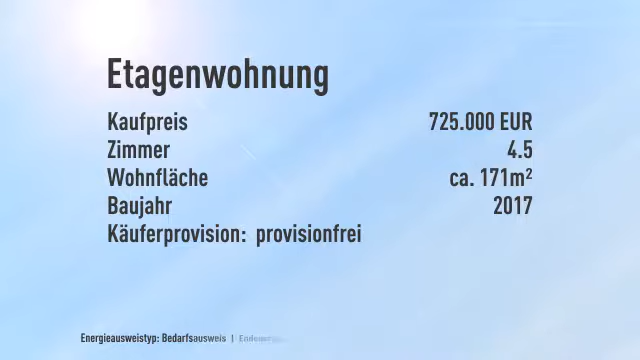 Etagenwohnung
Kaufpreis 725.000 EUR
Zimmer 4.5
Wohnfläche ca. 171m²
Baujahr 2017
Käuferprovision: provisionfrei
Energieausweistyp: Bedarfsausweis |